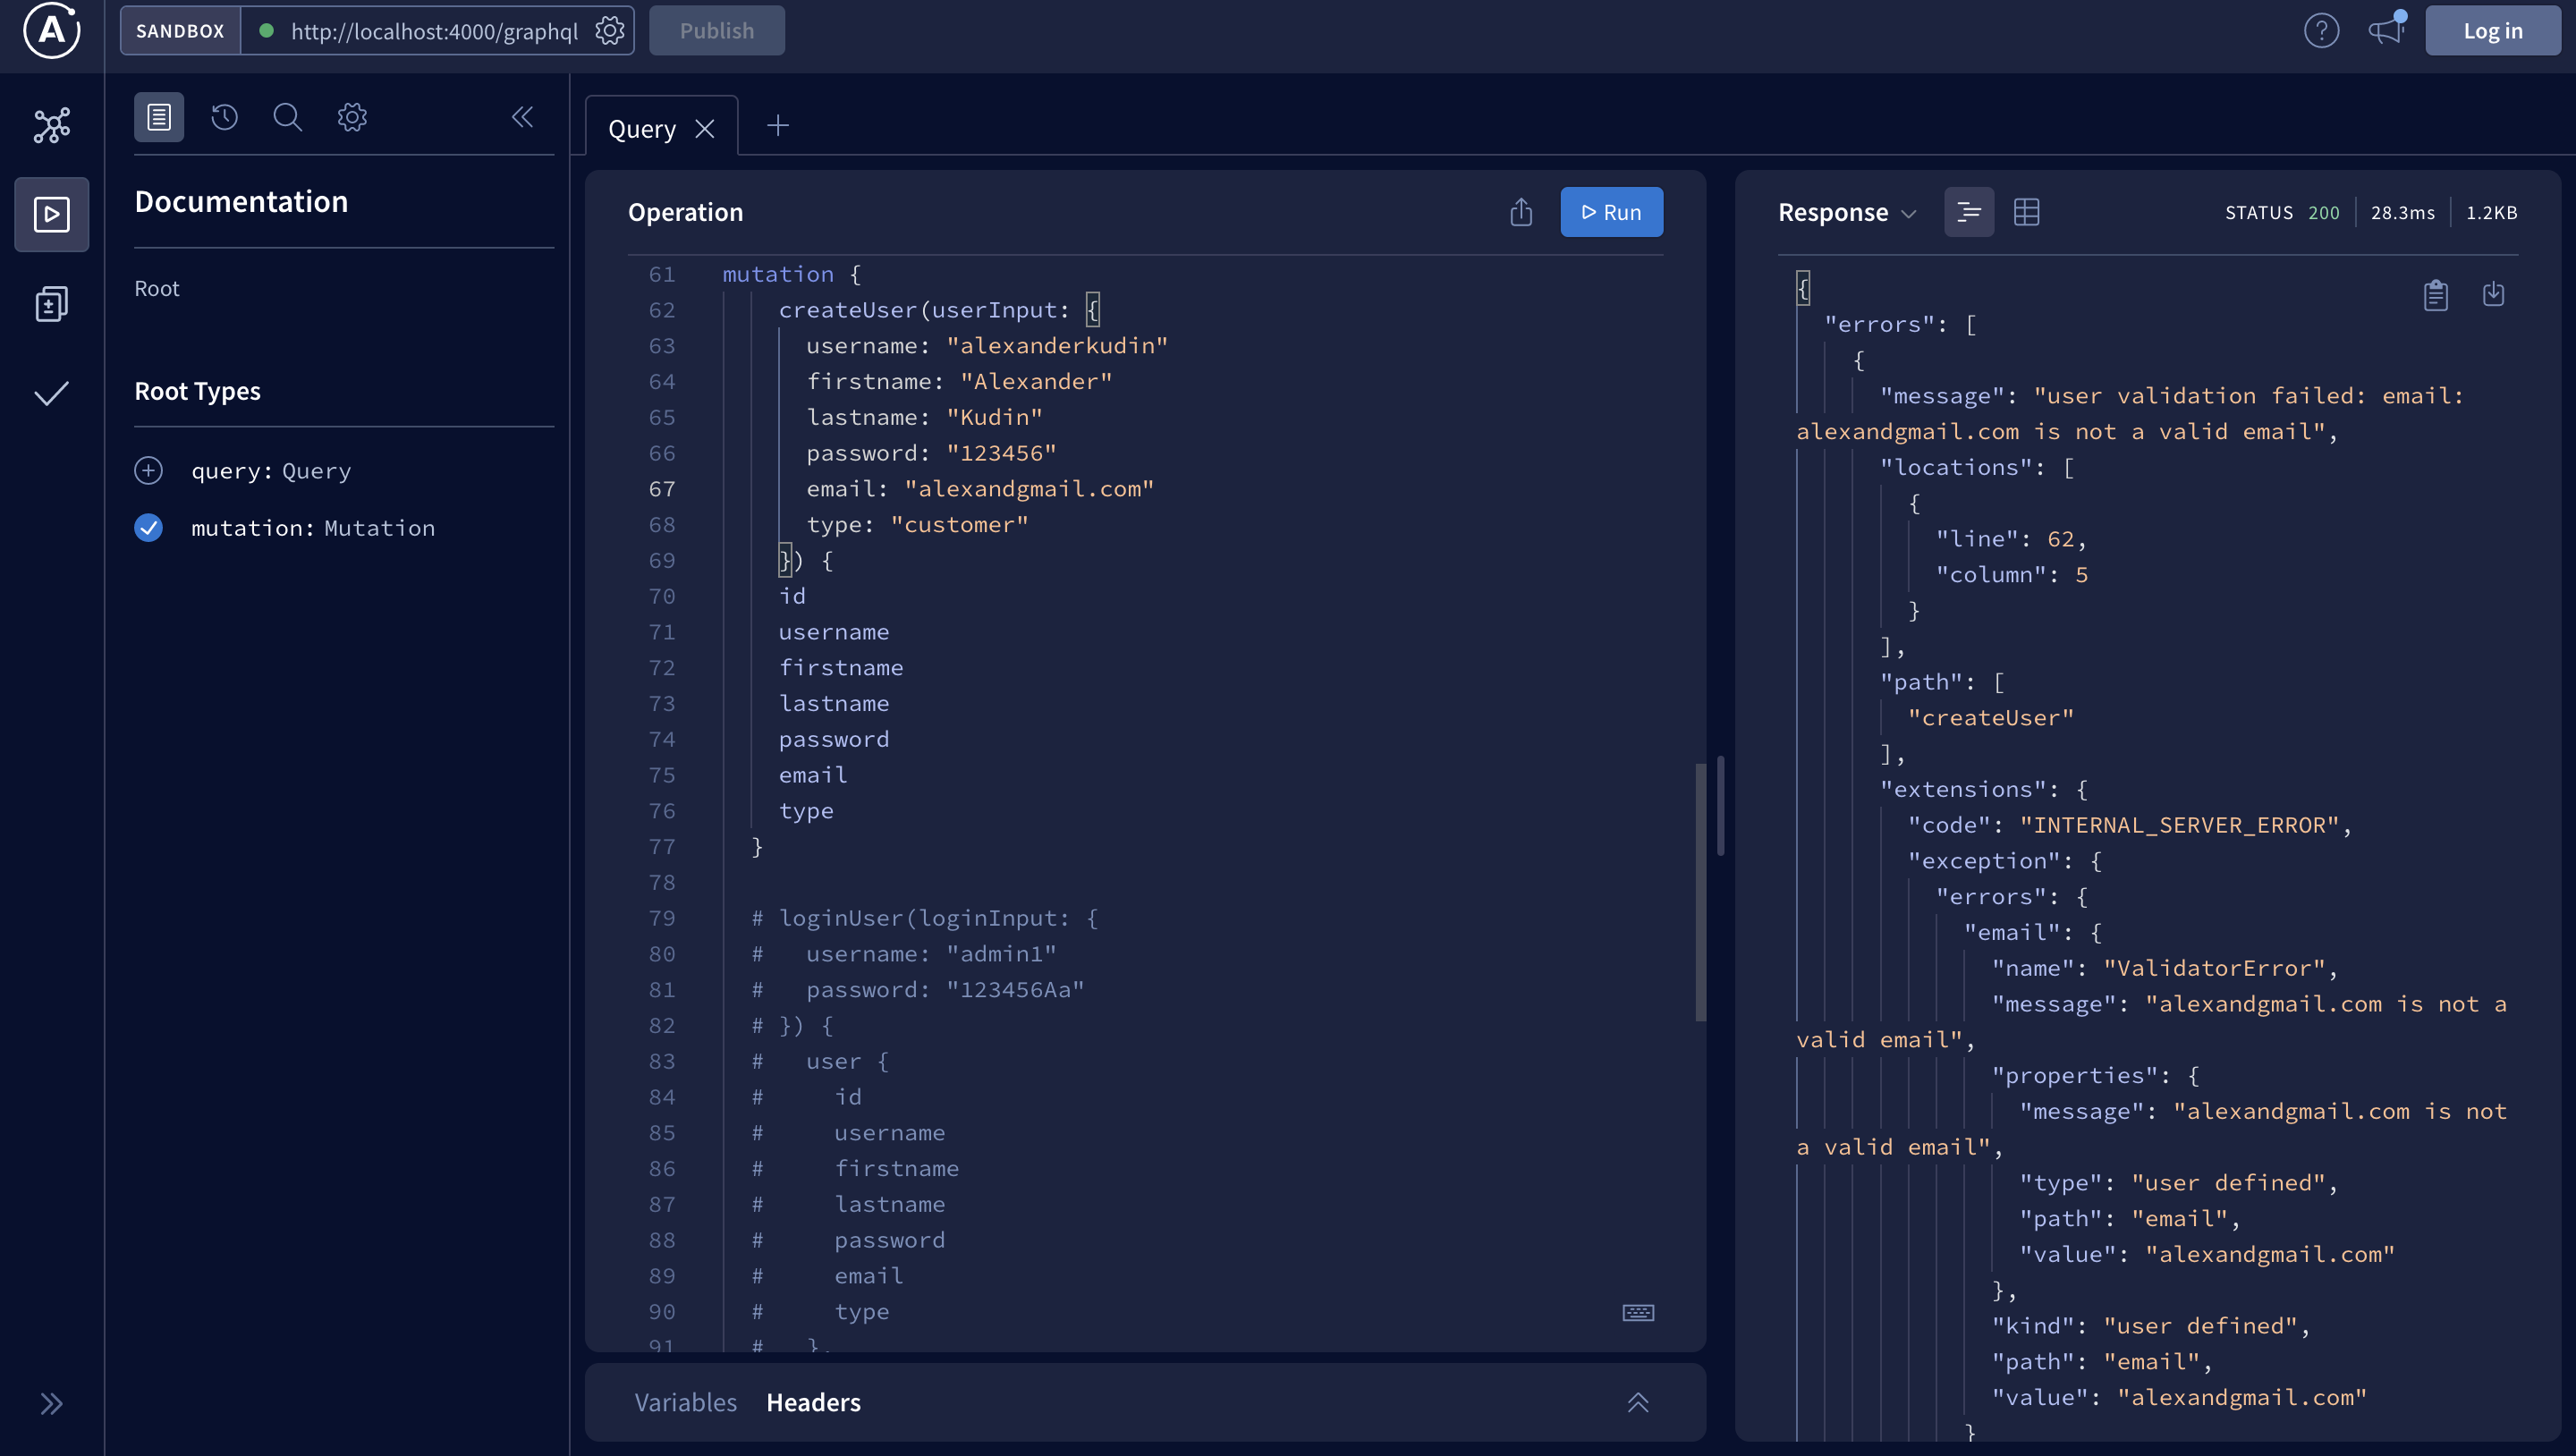 A
SANDBOX
http://localhost:4000/graphql
Publish
?
Log in
Documentation
Root
Root Types
query: Query
mutation: Mutation
Query
Operation
Run
61 mutation {
62 createUser(userInput: {
63 username: "alexanderkudin"
64 firstname: "Alexander"
65 lastname: "Kudin"
66 password: "123456"
67 email: "alexandgmail.com"
68 type: "customer"
69 }) {
70 id
71 username
72 firstname
73 lastname
74 password
75 email
76 type
77 }
78
79 # loginUser(loginInput: {
80 # username: "admin1"
81 # password: "123456Aa"
82 # }) {
83 # user {
84 # id
85 # username
86 # firstname
87 # lastname
88 # password
89 # email
90 # type
91 # },
Variables Headers
Response
STATUS 200 28.3ms 1.2KB
{
"errors": [
{
"message": "user validation failed: email:
alexandgmail.com is not a valid email",
"locations": [
{
"line": 62,
"column": 5
}
],
"path": [
"createUser"
],
"extensions": {
"code": "INTERNAL_SERVER_ERROR",
"exception": {
"errors": {
"email": {
"name": "ValidatorError",
"message": "alexandgmail.com is not a
valid email",
"properties": {
"message": "alexandgmail.com is not
a valid email",
"type": "user defined",
"path": "email",
"value": "alexandgmail.com"
},
"kind": "user defined",
"path": "email",
"value": "alexandgmail.com"
}